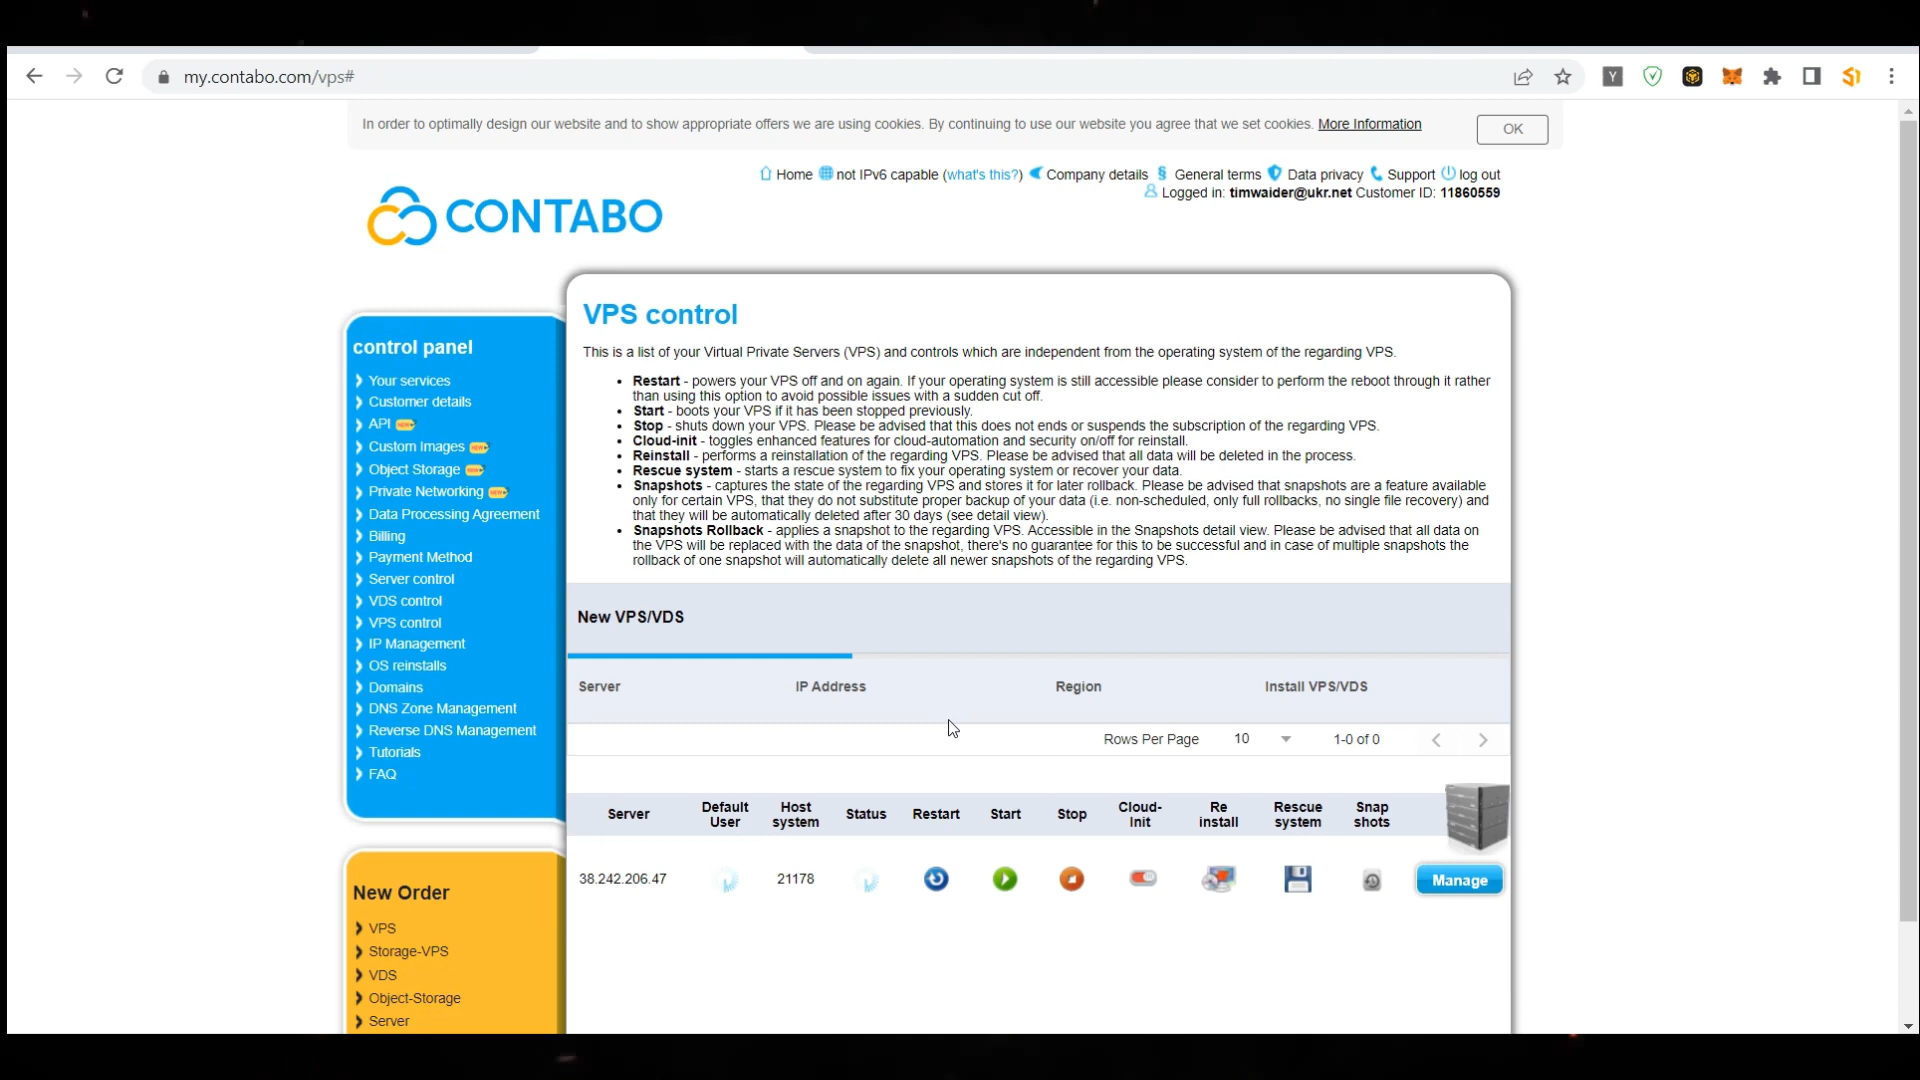 my.contabo.com/vps#
In order to optimally design our website and to show appropriate offers we are using cookies. By continuing to use our website you agree that we set cookies. More Information
OK
Home not IPv6 capable (what's this?) Company details § General terms Data privacy Support log out
Logged in: timwaider@ukr.net Customer ID: 11860559
CONTABO
control panel
Your services
Customer details
API
Custom Images
Object Storage
Private Networking
Data Processing Agreement
Billing
Payment Method
Server control
VDS control
VPS control
IP Management
OS reinstalls
Domains
DNS Zone Management
Reverse DNS Management
Tutorials
FAQ
New Order
VPS
Storage-VPS
VDS
Object-Storage
Server
VPS control
This is a list of your Virtual Private Servers (VPS) and controls which are independent from the operating system of the regarding VPS.
• Restart - powers your VPS off and on again. If your operating system is still accessible please consider to perform the reboot through it rather
than using this option to avoid possible issues with a sudden cut off.
• Start - boots your VPS if it has been stopped previously.
• Stop - shuts down your VPS. Please be advised that this does not ends or suspends the subscription of the regarding VPS.
• Cloud-init - toggles enhanced features for cloud-automation and security on/off for reinstall.
• Reinstall - performs a reinstallation of the regarding VPS. Please be advised that all data will be deleted in the process.
• Rescue system - starts a rescue system to fix your operating system or recover your data.
• Snapshots - captures the state of the regarding VPS and stores it for later rollback. Please be advised that snapshots are a feature available
only for certain VPS, that they do not substitute proper backup of your data (i.e. non-scheduled, only full rollbacks, no single file recovery) and
that they will be automatically deleted after 30 days (see detail view).
• Snapshots Rollback - applies a snapshot to the regarding VPS. Accessible in the Snapshots detail view. Please be advised that all data on
the VPS will be replaced with the data of the snapshot, there's no guarantee for this to be successful and in case of multiple snapshots the
rollback of one snapshot will automatically delete all newer snapshots of the regarding VPS.
New VPS/VDS
Server IP Address Region Install VPS/VDS
Rows Per Page 10 1-0 of 0
Server Default User Host system Status Restart Start Stop Cloud-Init Re install Rescue system Snap shots
38.242.206.47 21178 Manage